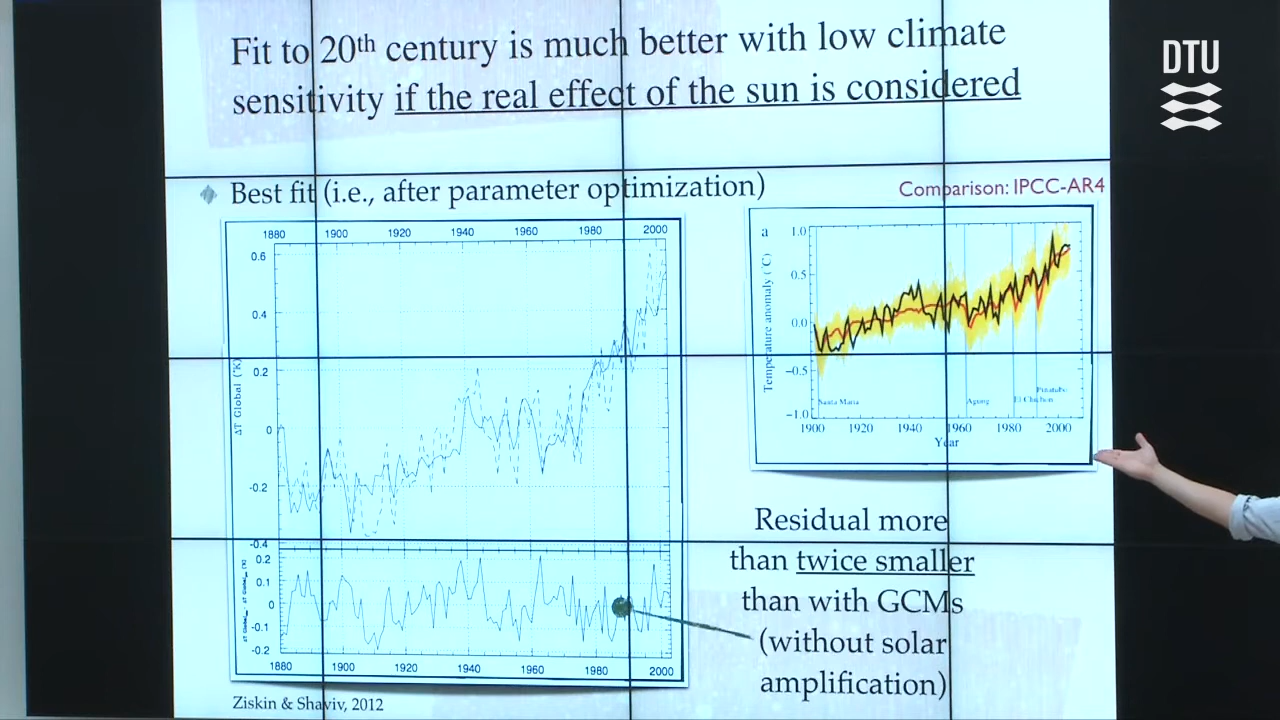 Fit to 20th century is much better with low climate
sensitivity if the real effect of the sun is considered
DTU
Best fit (i.e., after parameter optimization)
Comparison: IPCC-AR4
1880 1900 1920 1940 1960 1980 2000
0.6
0.4
0.2
0
-0.2
-0.4
ΔT Global (°K)
0.2
0.1
0
-0.1
-0.2
1880 1900 1920 1940 1960 1980 2000
a
1.0
0.5
0.0
−0.5
−1.0
Temperature anomaly (°C)
Santa Maria
Agung
El Chichon
Pinatubo
1900 1920 1940 1960 1980 2000
Year
Residual more
than twice smaller
than with GCMs
(without solar
amplification)
Ziskin & Shaviv, 2012